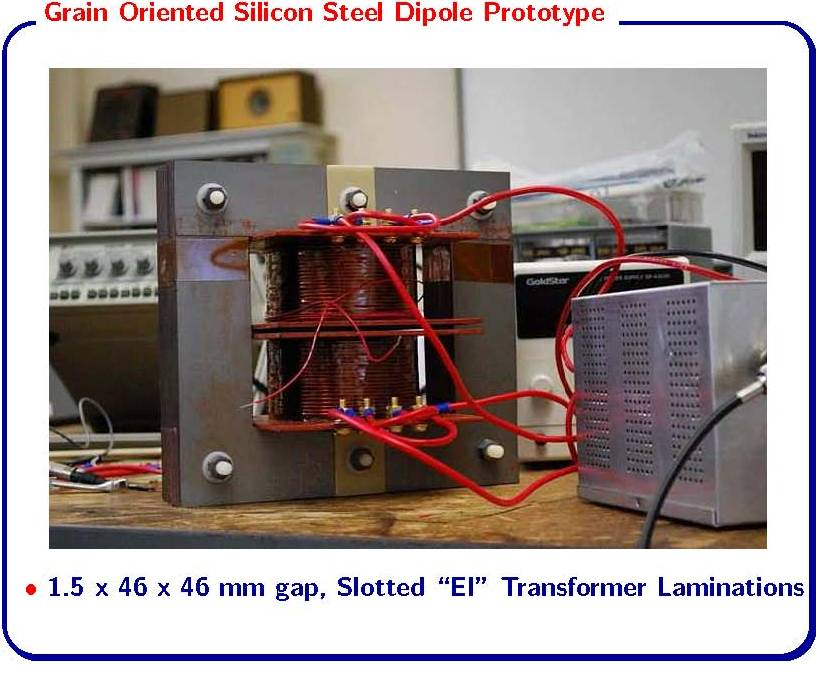 Grain Oriented Silicon Steel Dipole Prototype
GoldStar
• 1.5 x 46 x 46 mm gap, Slotted “EI” Transformer Laminations